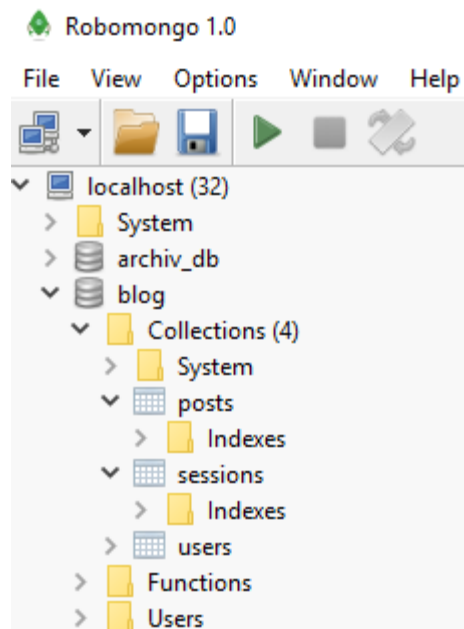 Robomongo 1.0
File View Options Window Help
localhost (32)
System
archiv_db
blog
Collections (4)
System
posts
Indexes
sessions
Indexes
users
Functions
Users